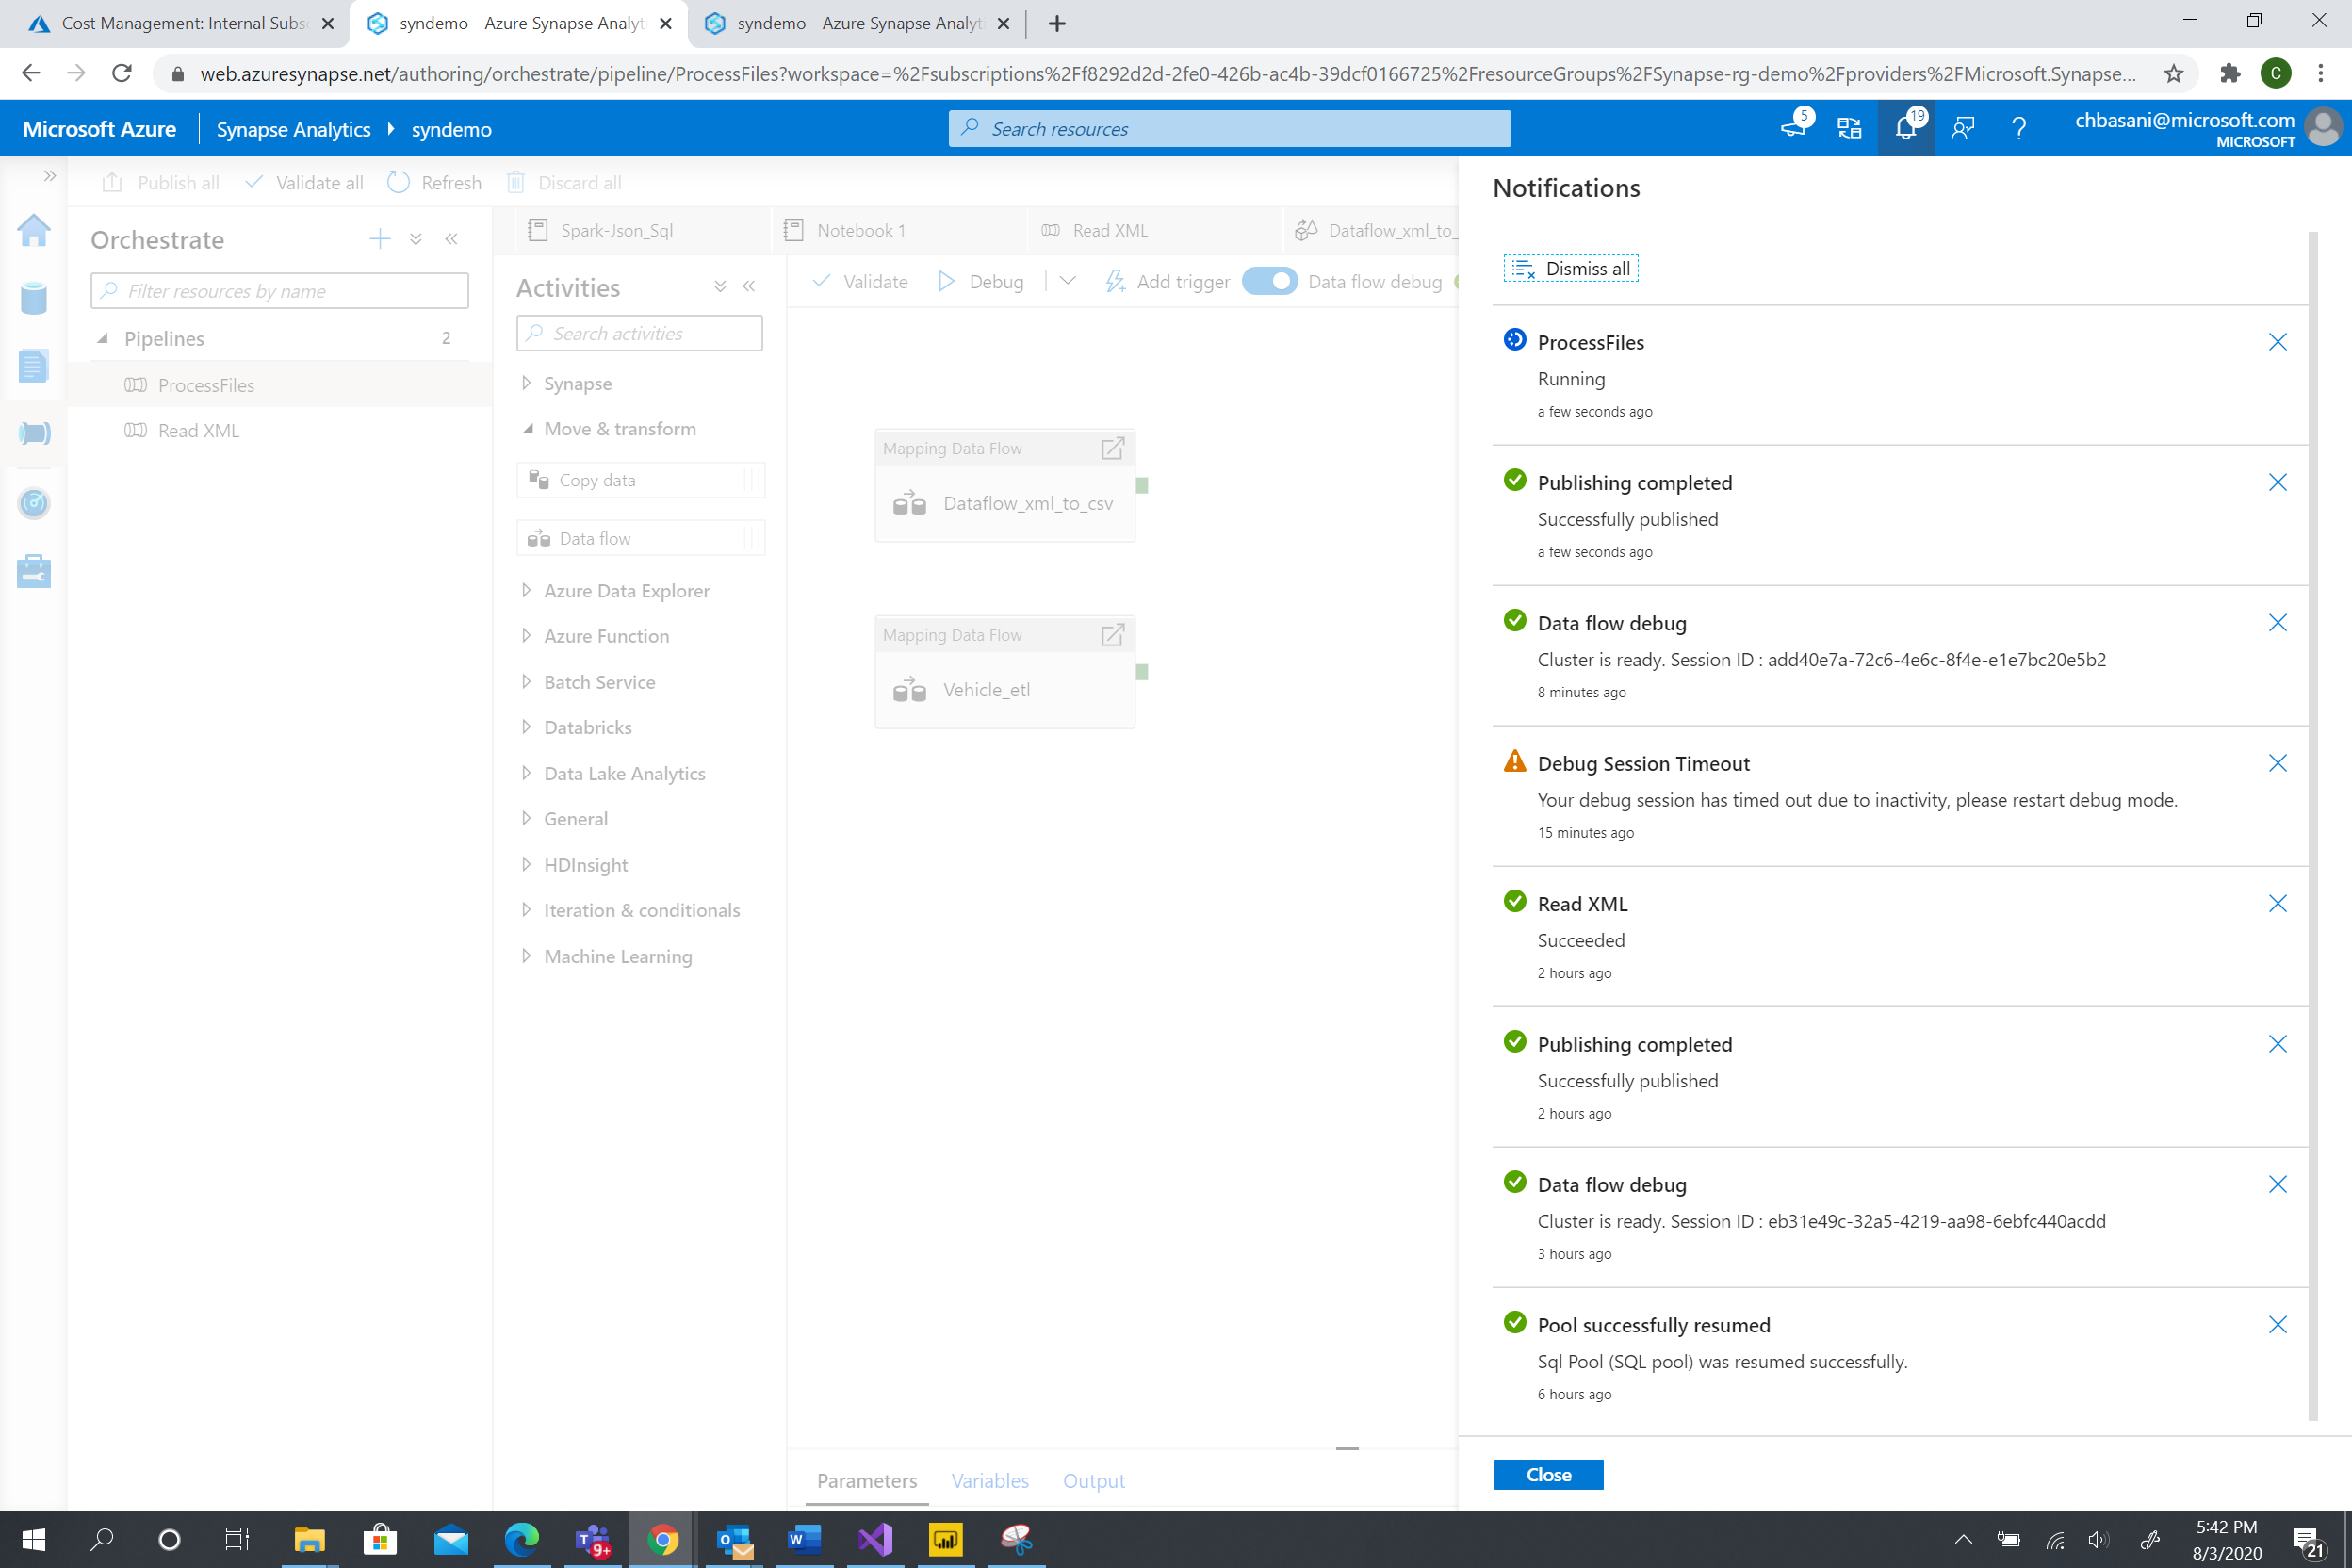 Cost Management: Internal Subs
syndemo - Azure Synapse Analyt
syndemo - Azure Synapse Analyt
web.azuresynapse.net/authoring/orchestrate/pipeline/ProcessFiles?workspace=%2Fsubscriptions%2Ff8292d2d-2fe0-426b-ac4b-39dcf0166725%2FresourceGroups%2FSynapse-rg-demo%2Fproviders%2FMicrosoft.Synapse...
C
Microsoft Azure
Synapse Analytics
syndemo
Search resources
5
19
chbasani@microsoft.com
MICROSOFT
Publish all
Validate all
Refresh
Discard all
Orchestrate
Filter resources by name
Pipelines 2
ProcessFiles
Read XML
Spark-Json_Sql
Notebook 1
Read XML
Dataflow_xml_to_
Activities
Search activities
Synapse
Move & transform
Copy data
Data flow
Azure Data Explorer
Azure Function
Batch Service
Databricks
Data Lake Analytics
General
HDInsight
Iteration & conditionals
Machine Learning
Validate
Debug
Add trigger
Data flow debug
Mapping Data Flow
Dataflow_xml_to_csv
Mapping Data Flow
Vehicle_etl
Parameters
Variables
Output
Notifications
Dismiss all
ProcessFiles
Running
a few seconds ago
Publishing completed
Successfully published
a few seconds ago
Data flow debug
Cluster is ready. Session ID : add40e7a-72c6-4e6c-8f4e-e1e7bc20e5b2
8 minutes ago
Debug Session Timeout
Your debug session has timed out due to inactivity, please restart debug mode.
15 minutes ago
Read XML
Succeeded
2 hours ago
Publishing completed
Successfully published
2 hours ago
Data flow debug
Cluster is ready. Session ID : eb31e49c-32a5-4219-aa98-6ebfc440acdd
3 hours ago
Pool successfully resumed
Sql Pool (SQL pool) was resumed successfully.
6 hours ago
Close
9+
5:42 PM
8/3/2020
21